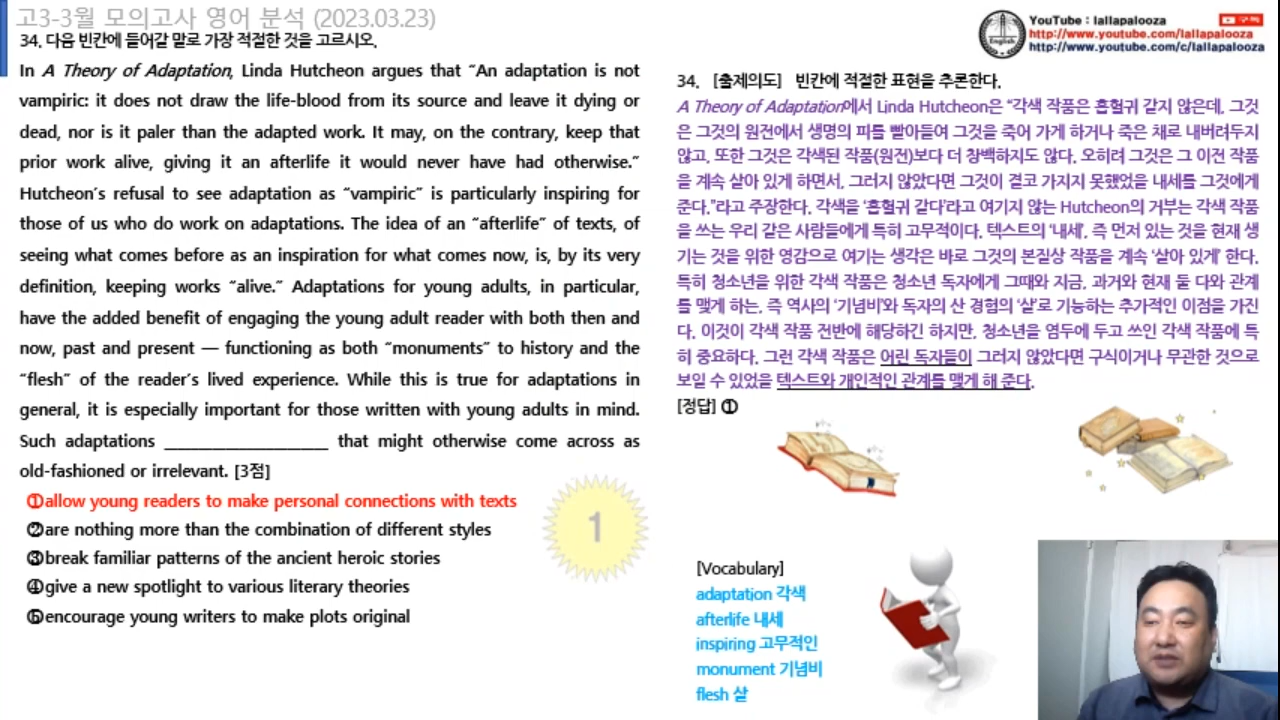 고3-3월 모의고사 영어 분석 (2023.03.23)
34. 다음 빈칸에 들어갈 말로 가장 적절한 것을 고르시오.
In A Theory of Adaptation, Linda Hutcheon argues that “An adaptation is not
vampiric: it does not draw the life-blood from its source and leave it dying or
dead, nor is it paler than the adapted work. It may, on the contrary, keep that
prior work alive, giving it an afterlife it would never have had otherwise.”
Hutcheon's refusal to see adaptation as “vampiric” is particularly inspiring for
those of us who do work on adaptations. The idea of an “afterlife” of texts, of
seeing what comes before as an inspiration for what comes now, is, by its very
definition, keeping works “alive.” Adaptations for young adults, in particular,
have the added benefit of engaging the young adult reader with both then and
now, past and present — functioning as both “monuments” to history and the
“flesh” of the reader's lived experience. While this is true for adaptations in
general, it is especially important for those written with young adults in mind.
Such adaptations ____________________ that might otherwise come across as
old-fashioned or irrelevant. [3점]
①allow young readers to make personal connections with texts
②are nothing more than the combination of different styles
③break familiar patterns of the ancient heroic stories
④give a new spotlight to various literary theories
⑤encourage young writers to make plots original
1
YouTube : lallapalooza
구독
http://www.youtube.com/lallapalooza
http://www.youtube.com/c/lallapalooza
English
34. [출제의도] 빈칸에 적절한 표현을 추론한다.
A Theory of Adaptation에서 Linda Hutcheon은 “각색 작품은 흡혈귀 같지 않은데, 그것
은 그것의 원전에서 생명의 피를 빨아들여 그것을 죽어 가게 하거나 죽은 채로 내버려두지
않고, 또한 그것은 각색된 작품(원전)보다 더 창백하지도 않다. 오히려 그것은 그 이전 작품
을 계속 살아 있게 하면서, 그러지 않았다면 그것이 결코 가지지 못했었을 내세를 그것에게
준다.”라고 주장한다. 각색을 ‘흡혈귀 같다’라고 여기지 않는 Hutcheon의 거부는 각색 작품
을 쓰는 우리 같은 사람들에게 특히 고무적이다. 텍스트의 ‘내세’, 즉 먼저 있는 것을 현재 생
기는 것을 위한 영감으로 여기는 생각은 바로 그것의 본질상 작품을 계속 ‘살아 있게’ 한다.
특히 청소년을 위한 각색 작품은 청소년 독자에게 그때와 지금, 과거와 현재 둘 다와 관계
를 맺게 하는, 즉 역사의 ‘기념비’와 독자의 산 경험의 ‘살’로 기능하는 추가적인 이점을 가진
다. 이것이 각색 작품 전반에 해당하긴 하지만, 청소년을 염두에 두고 쓰인 각색 작품에 특
히 중요하다. 그런 각색 작품은 어린 독자들이 그러지 않았다면 구식이거나 무관한 것으로
보일 수 있었을 텍스트와 개인적인 관계를 맺게 해 준다.
[정답] ①
[Vocabulary]
adaptation 각색
afterlife 내세
inspiring 고무적인
monument 기념비
flesh 살